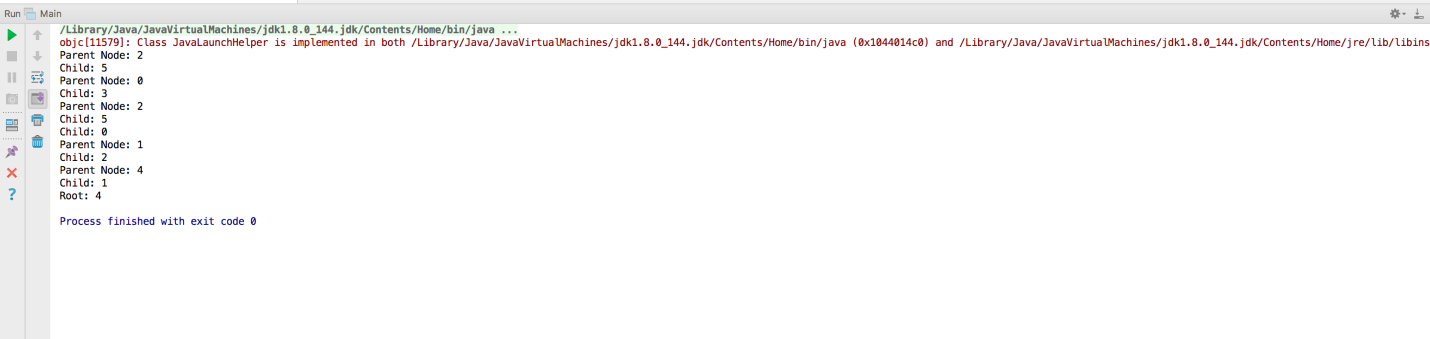 Run Main
/Library/Java/JavaVirtualMachines/jdk1.8.0_144.jdk/Contents/Home/bin/java ...
objc[11579]: Class JavaLaunchHelper is implemented in both /Library/Java/JavaVirtualMachines/jdk1.8.0_144.jdk/Contents/Home/bin/java (0x1044014c0) and /Library/Java/JavaVirtualMachines/jdk1.8.0_144.jdk/Contents/Home/jre/lib/libins
Parent Node: 2
Child: 5
Parent Node: 0
Child: 3
Parent Node: 2
Child: 5
Child: 0
Parent Node: 1
Child: 2
Parent Node: 4
Child: 1
Root: 4
Process finished with exit code 0